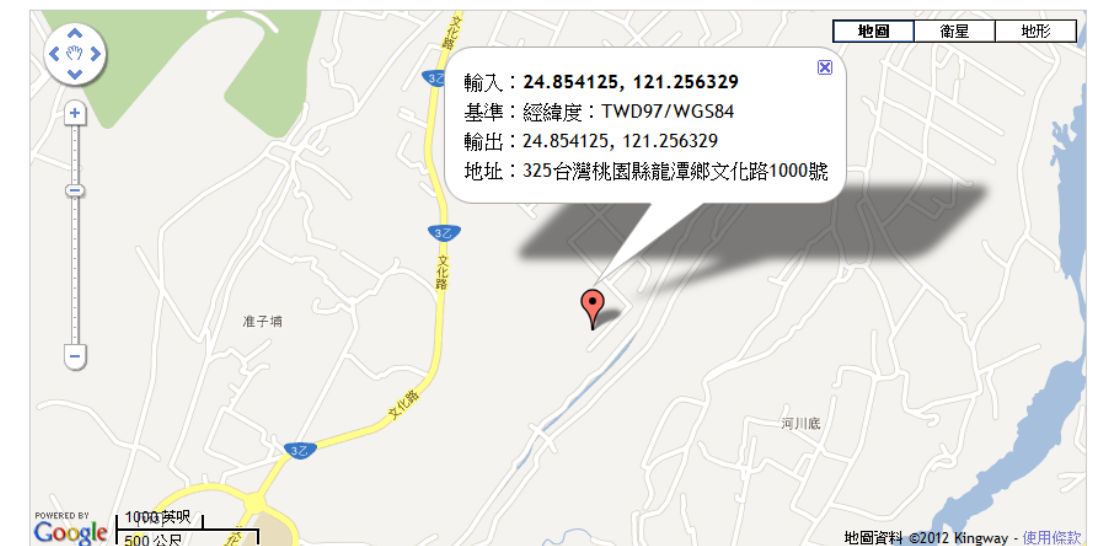 文化路
地圖
衛星
地形
3乙
輸入：24.854125, 121.256329
基準：經緯度：TWD97/WGS84
輸出：24.854125, 121.256329
地址：325台灣桃園縣龍潭鄉文化路1000號
3乙
文化路
淮子埔
文化路
河川底
3乙
POWERED BY
Google
1000 英呎
500 公尺
地圖資料 ©2012 Kingway - 使用條款